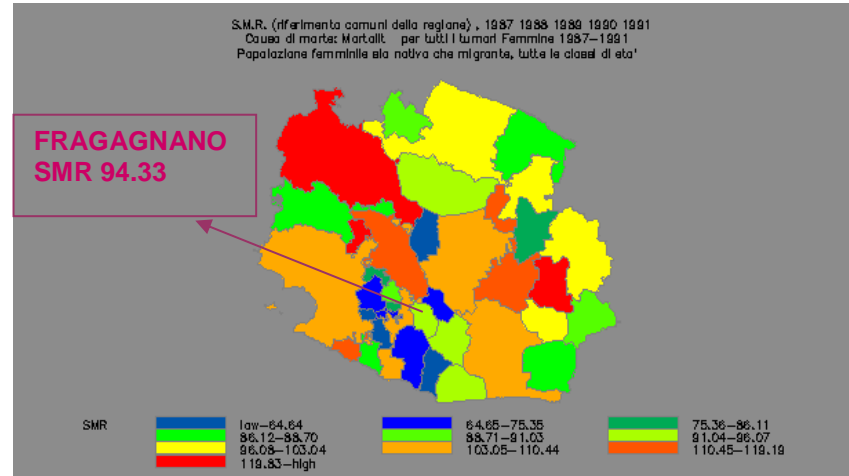 S.M.R. (riferimento comuni della regione) , 1987 1988 1989 1990 1991
Causa di morte: Mortalit per tutti i tumori Femmine 1987-1991
Popolazione femminile sia nativa che migrante, tutte le classi di eta'
FRAGAGNANO
SMR 94.33
SMR
low-64.64
64.65-75.35
75.36-86.11
86.12-88.70
88.71-91.03
91.04-96.07
96.08-103.04
103.05-110.44
110.45-119.19
119.83-high